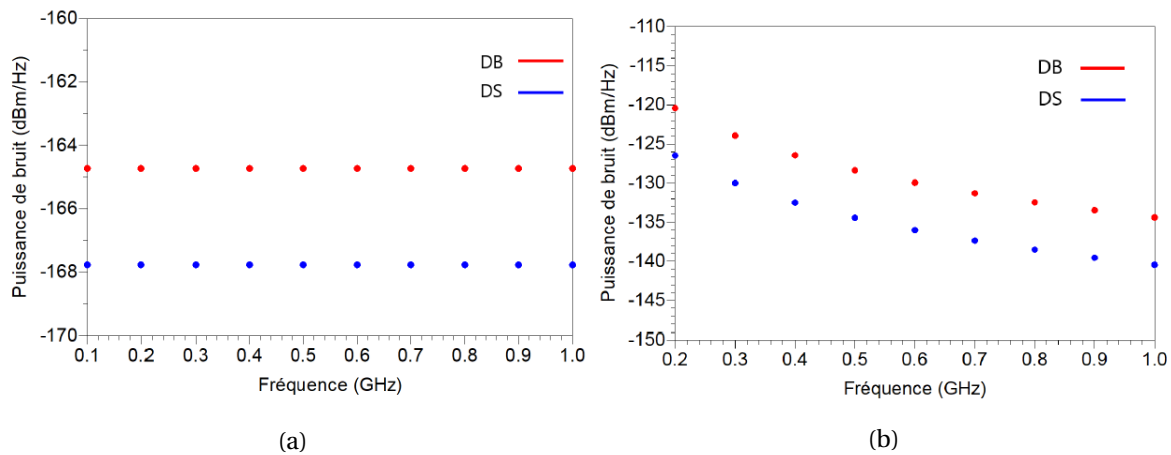 Puissance de bruit (dBm/Hz)
-160
-162
-164
-166
-168
-170
DB
DS
0.1 0.2 0.3 0.4 0.5 0.6 0.7 0.8 0.9 1.0
Fréquence (GHz)
(a)
Puissance de bruit (dBm/Hz)
-110
-115
-120
-125
-130
-135
-140
-145
-150
DB
DS
0.2 0.3 0.4 0.5 0.6 0.7 0.8 0.9 1.0
Fréquence (GHz)
(b)